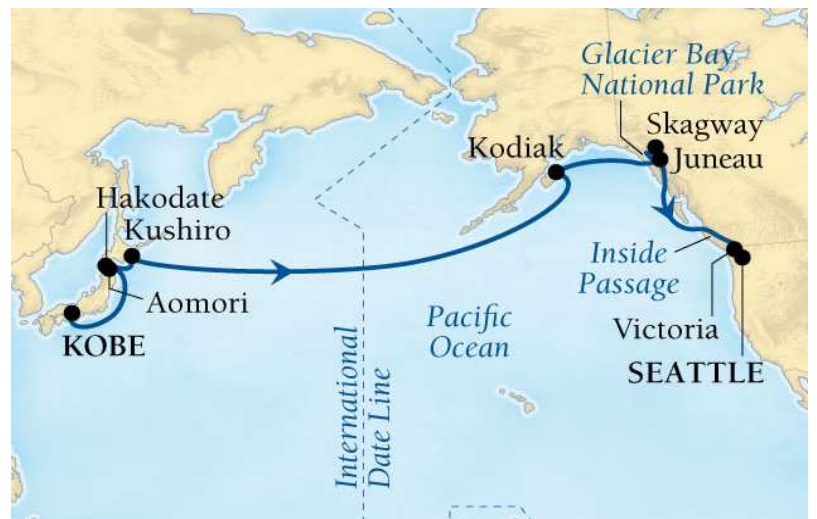 Glacier Bay
National Park
Skagway
Juneau
Kodiak
Hakodate
Kushiro
Aomori
KOBE
Inside
Passage
Pacific
Ocean
Victoria
SEATTLE
International
Date Line